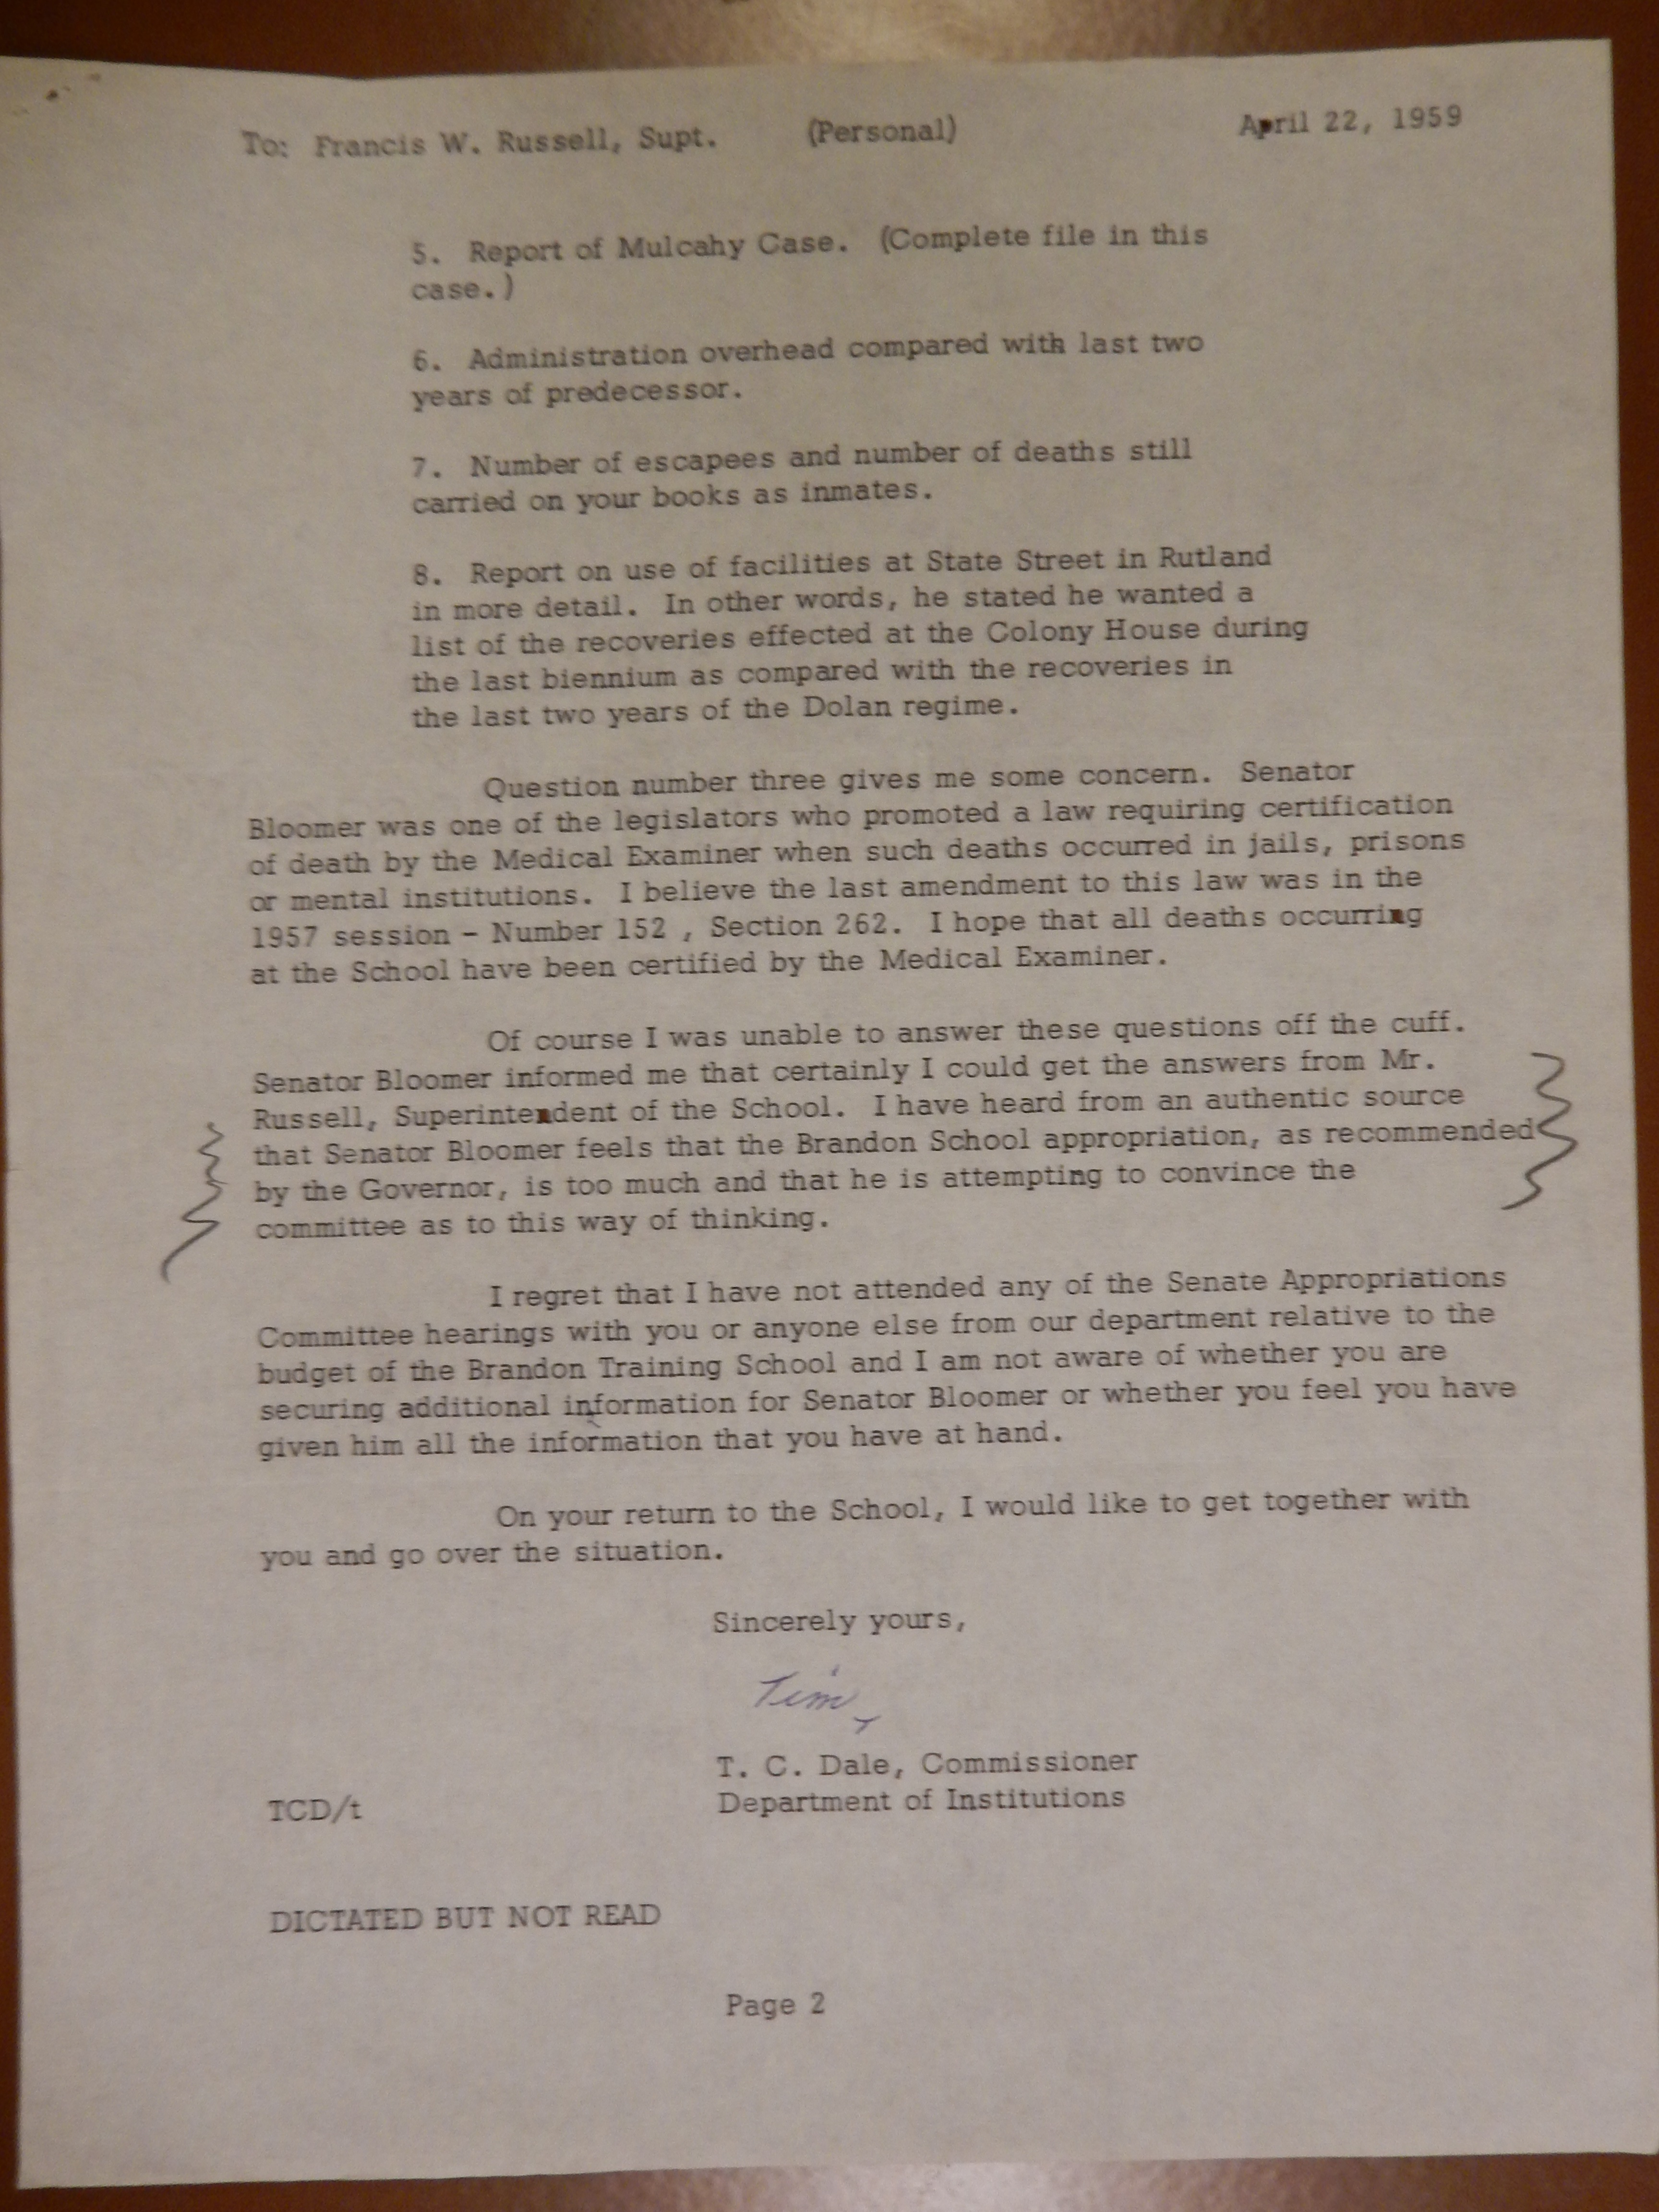 To: Francis W. Russell, Supt. (Personal) April 22, 1959
5. Report of Mulcahy Case. (Complete file in this
case.)
6. Administration overhead compared with last two
years of predecessor.
7. Number of escapees and number of deaths still
carried on your books as inmates.
8. Report on use of facilities at State Street in Rutland
in more detail. In other words, he stated he wanted a
list of the recoveries effected at the Colony House during
the last biennium as compared with the recoveries in
the last two years of the Dolan regime.
Question number three gives me some concern. Senator
Bloomer was one of the legislators who promoted a law requiring certification
of death by the Medical Examiner when such deaths occurred in jails, prisons
or mental institutions. I believe the last amendment to this law was in the
1957 session - Number 152 , Section 262. I hope that all deaths occurring
at the School have been certified by the Medical Examiner.
Of course I was unable to answer these questions off the cuff.
Senator Bloomer informed me that certainly I could get the answers from Mr.
Russell, Superintendent of the School. I have heard from an authentic source
that Senator Bloomer feels that the Brandon School appropriation, as recommended
by the Governor, is too much and that he is attempting to convince the
committee as to this way of thinking.
I regret that I have not attended any of the Senate Appropriations
Committee hearings with you or anyone else from our department relative to the
budget of the Brandon Training School and I am not aware of whether you are
securing additional information for Senator Bloomer or whether you feel you have
given him all the information that you have at hand.
On your return to the School, I would like to get together with
you and go over the situation.
Sincerely yours,
Tim
T. C. Dale, Commissioner
Department of Institutions
TCD/t
DICTATED BUT NOT READ
Page 2